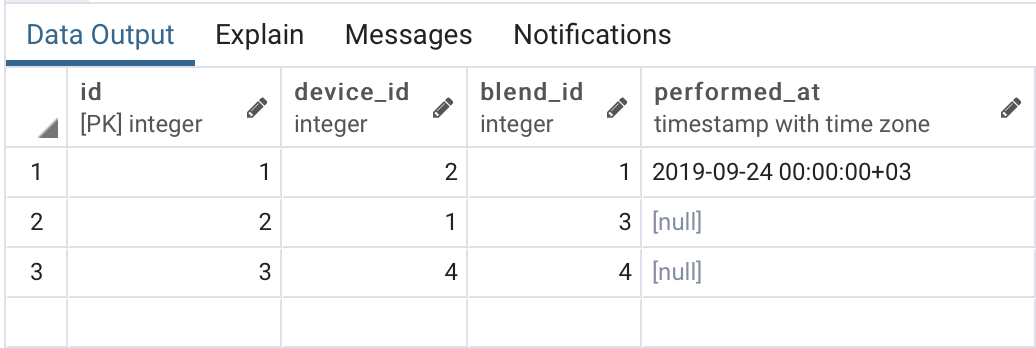 Data Output Explain Messages Notifications
id device_id blend_id performed_at
[PK] integer integer integer timestamp with time zone
1 1 2 1 2019-09-24 00:00:00+03
2 2 1 3 [null]
3 3 4 4 [null]